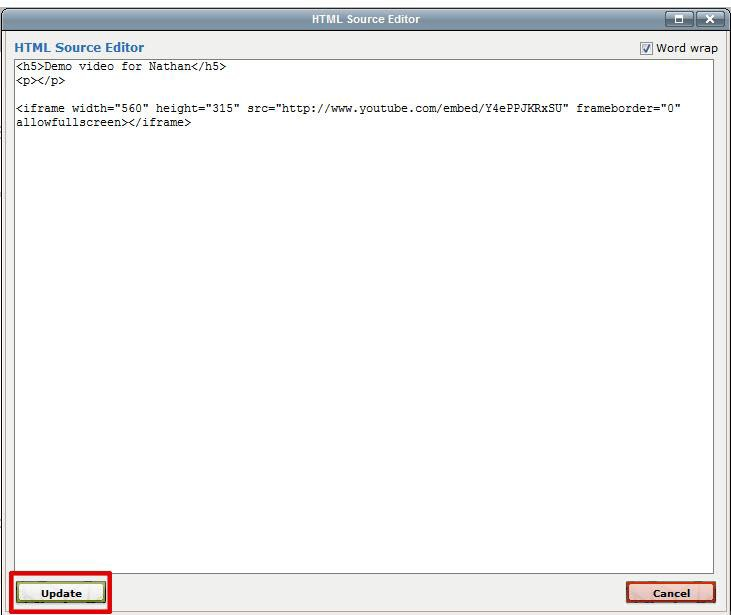 HTML Source Editor
HTML Source Editor
Word wrap
<h5>Demo video for Nathan</h5>
<p></p>
<iframe width="560" height="315" src="http://www.youtube.com/embed/Y4ePPJKRxSU" frameborder="0"
allowfullscreen></iframe>
Update
Cancel